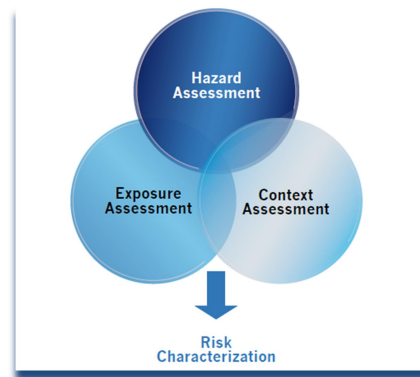 Hazard
Assessment
Exposure
Assessment
Context
Assessment
Risk
Characterization